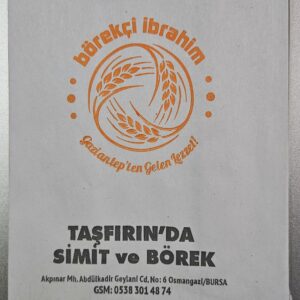 börekçi ibrahim
Gaziantep'ten Gelen Lezzet!
TAŞFIRIN'DA
SİMİT ve BÖREK
Akpınar Mh. Abdülkadir Geylani Cd. No: 6 Osmangazi/BURSA
GSM: 0538 301 48 74